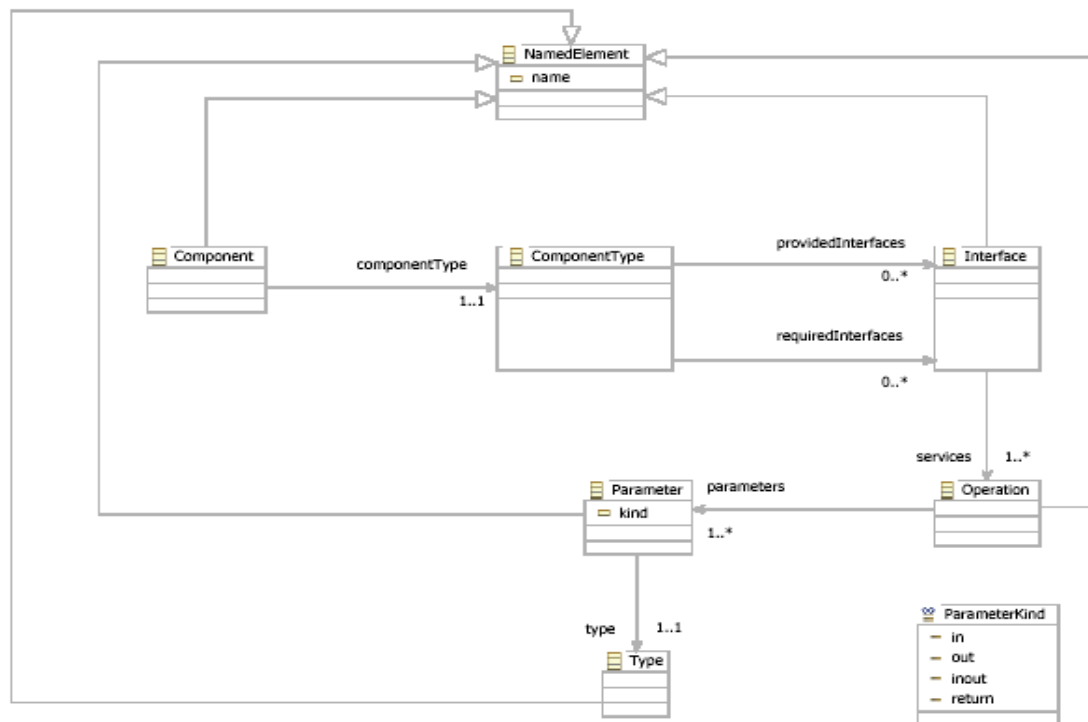 NamedElement
name
Component
componentType
1..1
ComponentType
providedInterfaces
0..*
requiredInterfaces
0..*
Interface
services
1..*
Parameter
kind
parameters
1..*
Operation
type
1..1
Type
ParameterKind
in
out
inout
return